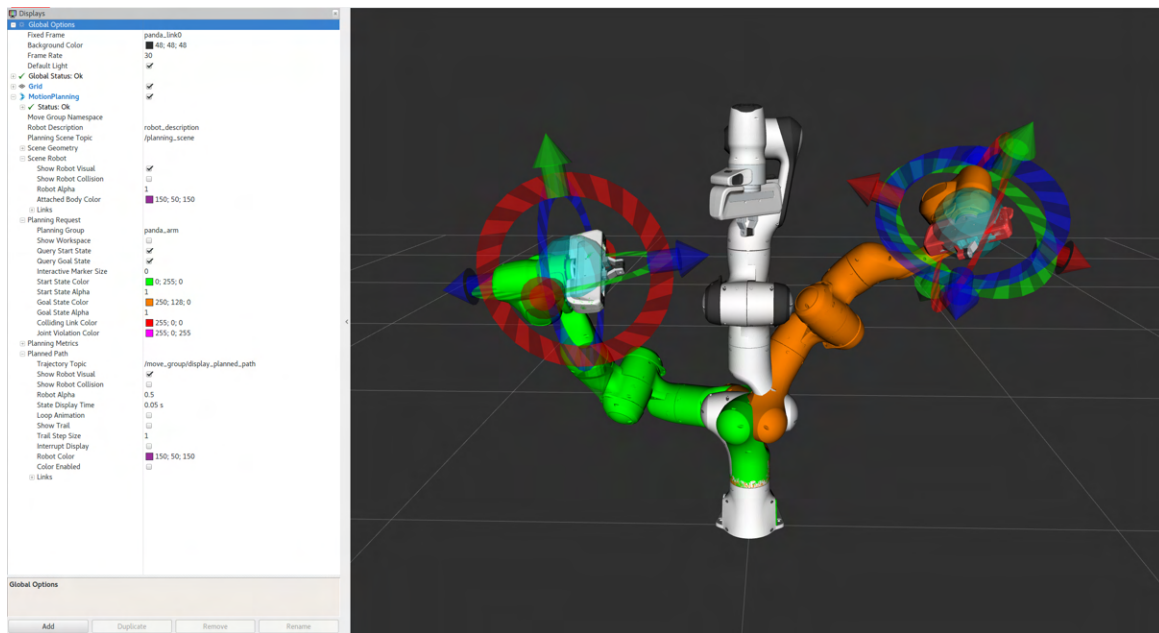 Displays
Global Options
Fixed Frame panda_link0
Background Color 48; 48; 48
Frame Rate 30
Default Light
Global Status: Ok
Grid
MotionPlanning
Status: Ok
Move Group Namespace
Robot Description robot_description
Planning Scene Topic /planning_scene
Scene Geometry
Scene Robot
Show Robot Visual
Show Robot Collision
Robot Alpha 1
Attached Body Color 150; 50; 150
Links
Planning Request
Planning Group panda_arm
Show Workspace
Query Start State
Query Goal State
Interactive Marker Size 0
Start State Color 0; 255; 0
Start State Alpha 1
Goal State Color 250; 128; 0
Goal State Alpha 1
Colliding Link Color 255; 0; 0
Joint Violation Color 255; 0; 255
Planning Metrics
Planned Path
Trajectory Topic /move_group/display_planned_path
Show Robot Visual
Show Robot Collision
Robot Alpha 0.5
State Display Time 0.05 s
Loop Animation
Show Trail
Trail Step Size 1
Interrupt Display
Robot Color 150; 50; 150
Color Enabled
Links
Global Options
Add Duplicate Remove Rename